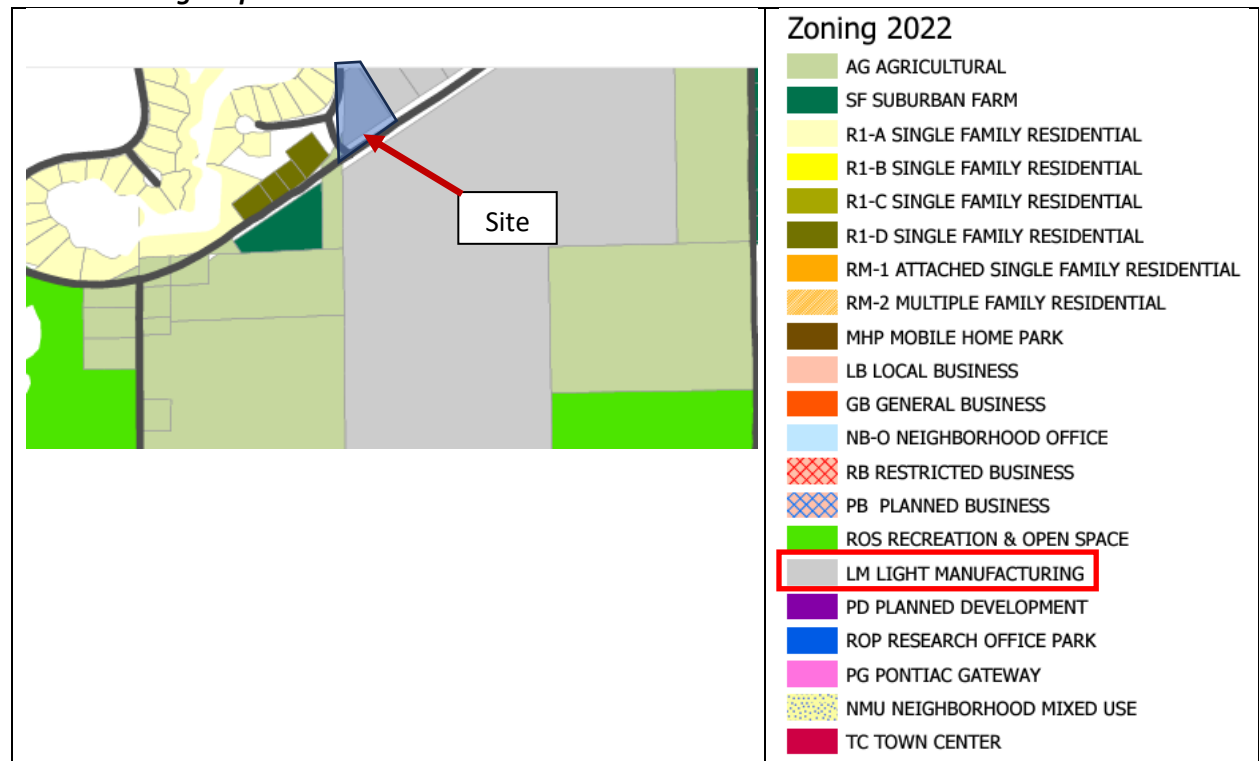 Site
Zoning 2022
AG AGRICULTURAL
SF SUBURBAN FARM
R1-A SINGLE FAMILY RESIDENTIAL
R1-B SINGLE FAMILY RESIDENTIAL
R1-C SINGLE FAMILY RESIDENTIAL
R1-D SINGLE FAMILY RESIDENTIAL
RM-1 ATTACHED SINGLE FAMILY RESIDENTIAL
RM-2 MULTIPLE FAMILY RESIDENTIAL
MHP MOBILE HOME PARK
LB LOCAL BUSINESS
GB GENERAL BUSINESS
NB-O NEIGHBORHOOD OFFICE
RB RESTRICTED BUSINESS
PB PLANNED BUSINESS
ROS RECREATION & OPEN SPACE
LM LIGHT MANUFACTURING
PD PLANNED DEVELOPMENT
ROP RESEARCH OFFICE PARK
PG PONTIAC GATEWAY
NMU NEIGHBORHOOD MIXED USE
TC TOWN CENTER